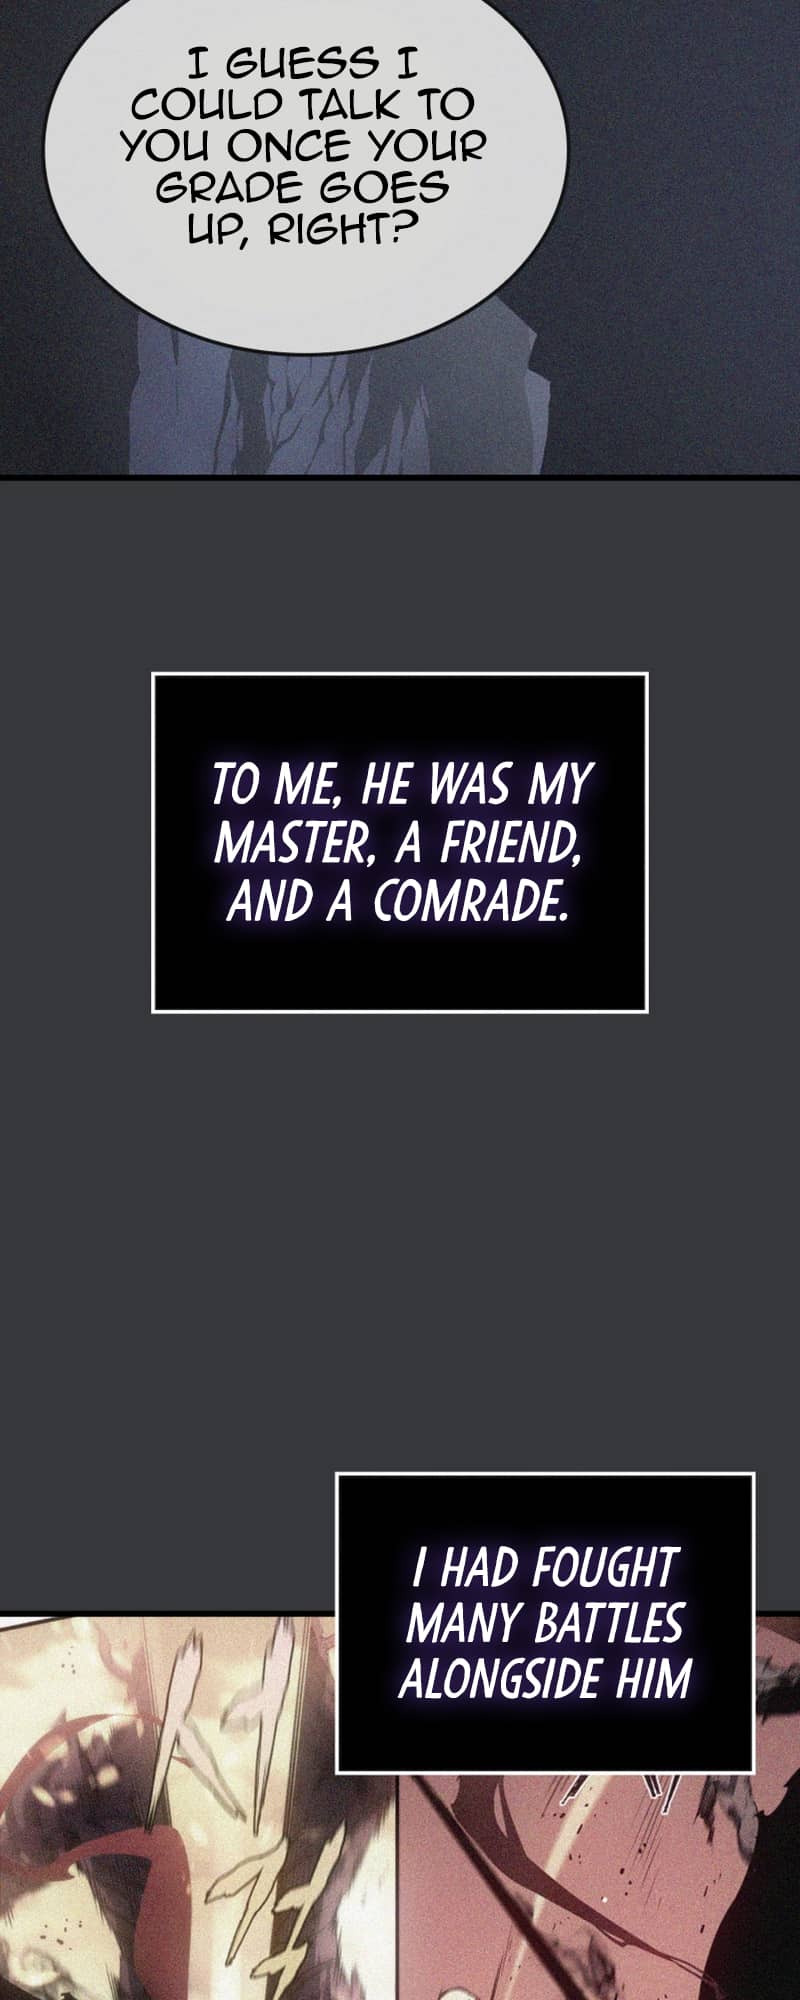 I GUESS I
COULD TALK TO
YOU ONCE YOUR
GRADE GOES
UP, RIGHT?
TO ME, HE WAS MY
MASTER, A FRIEND,
AND A COMRADE.
I HAD FOUGHT
MANY BATTLES
ALONGSIDE HIM